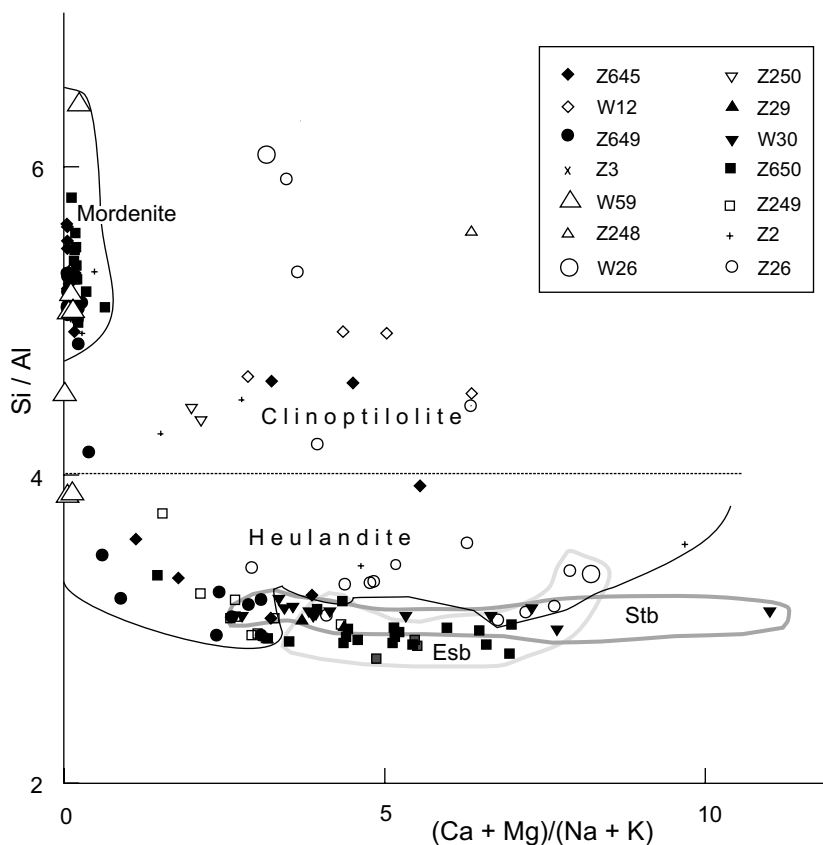 Z645 Z250
W12 Z29
Z649 W30
Z3 Z650
W59 Z249
Z248 Z2
W26 Z26
6
Mordenite
Si / Al
Clinoptilolite
4
Heulandite
Stb
Esb
2
0 5 10
(Ca + Mg)/(Na + K)